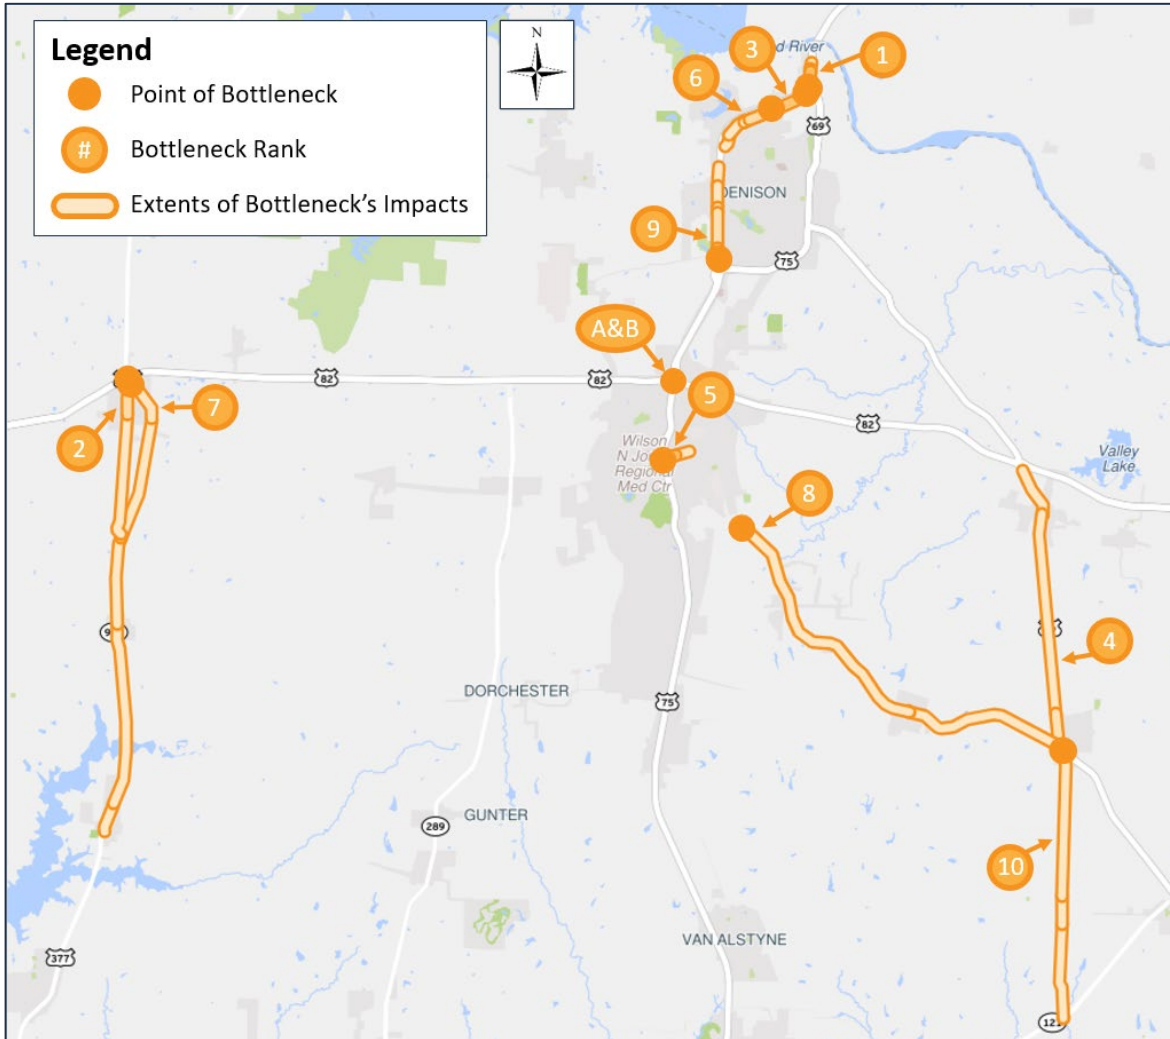 Legend
Point of Bottleneck
#
Bottleneck Rank
Extents of Bottleneck's Impacts
N
d River
3
1
6
69
DENISON
9
75
A&B
82
82
5
7
2
82
Wilson
N Jo
Regional
Med Ctr
Valley
Lake
8
4
DORCHESTER
75
GUNTER
289
10
VAN ALSTYNE
377
121